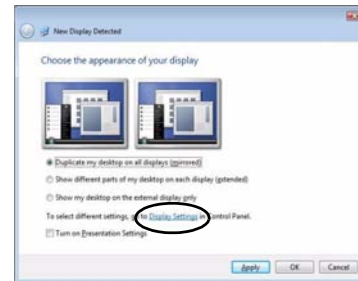 New Display Detected
Choose the appearance of your display
Duplicate my desktop on all displays (mirrored)
Show different parts of my desktop on each display (extended)
Show my desktop on the external display only
To select different settings, go to Display Settings in Control Panel.
Turn on Presentation Settings
Apply OK Cancel